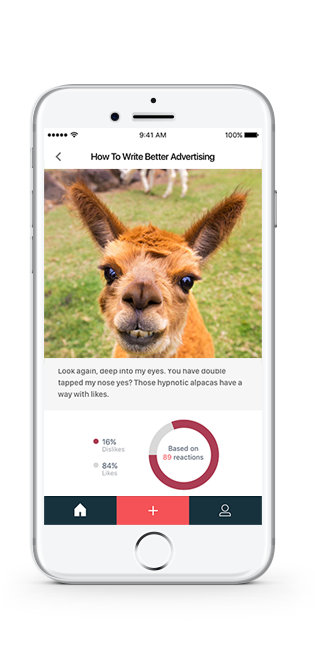 9:41 AM
100%
How To Write Better Advertising
Look again, deep into my eyes. You have double
tapped my nose yes? Those hypnotic alpacas have a
way with likes.
16%
Dislikes
84%
Likes
Based on
89 reactions